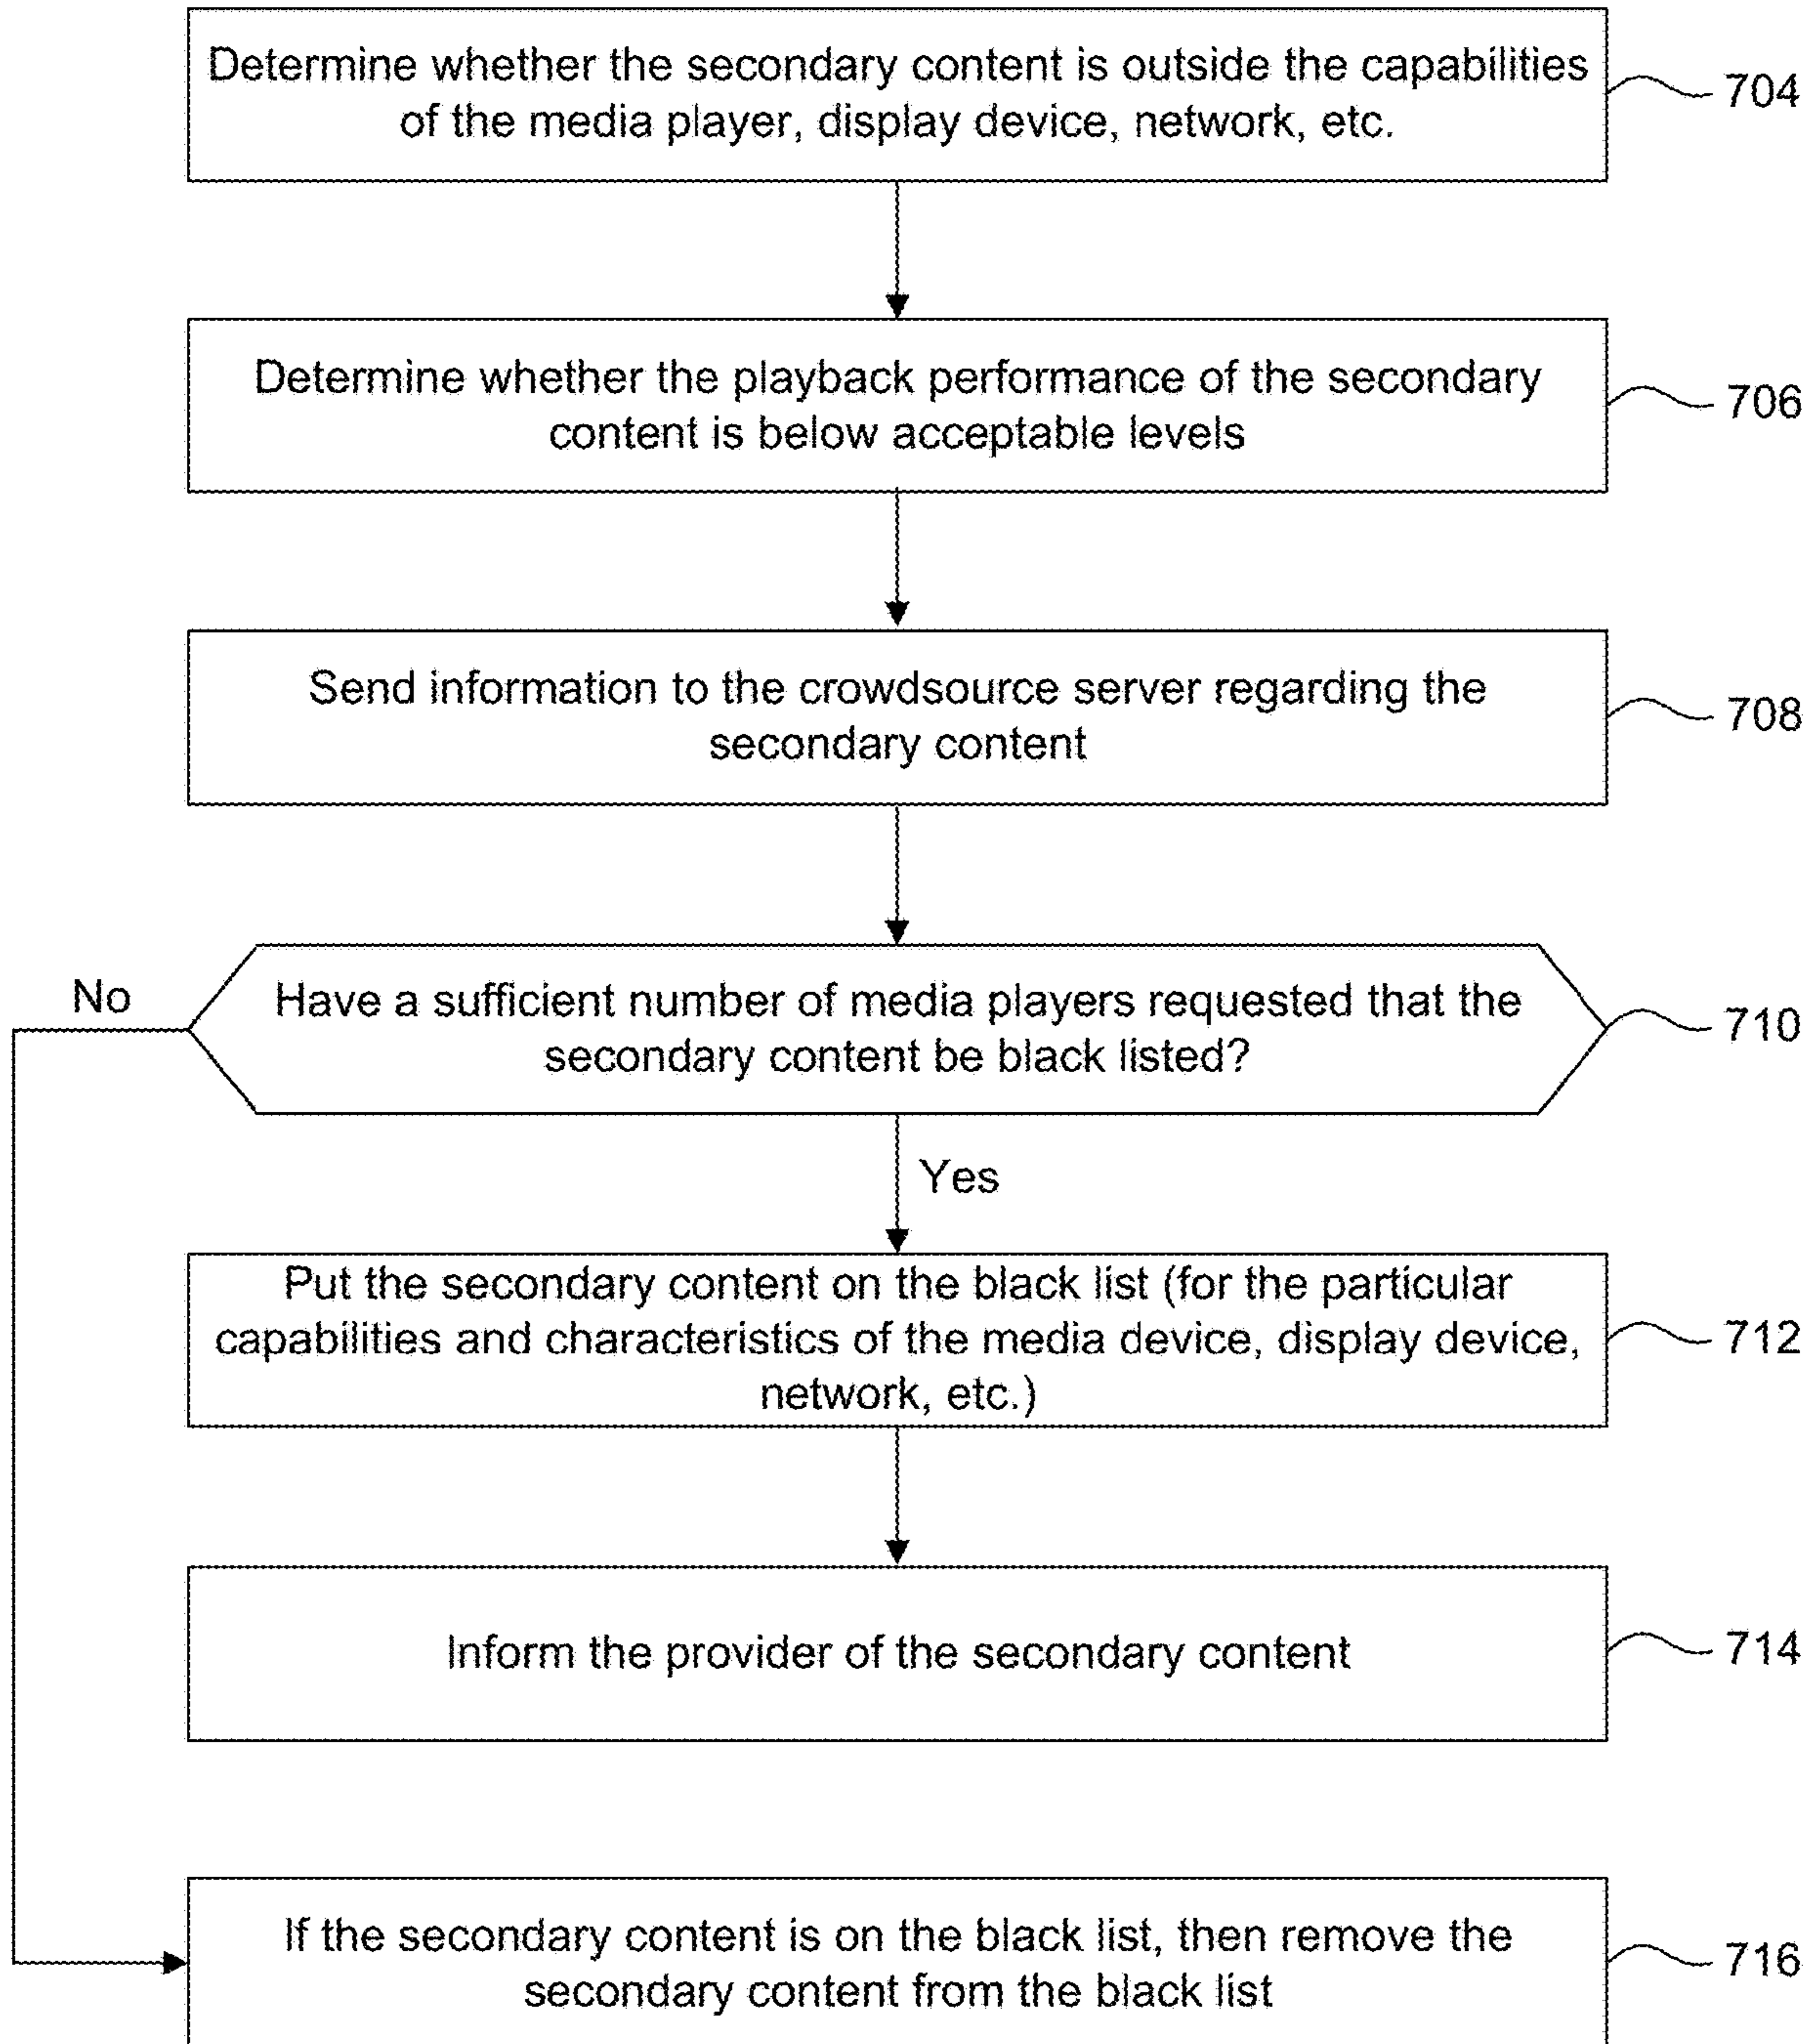 Determine whether the secondary content is outside the capabilities
of the media player, display device, network, etc.
704
Determine whether the playback performance of the secondary
content is below acceptable levels
706
Send information to the crowdsource server regarding the
secondary content
708
No
Have a sufficient number of media players requested that the
secondary content be black listed?
710
Yes
Put the secondary content on the black list (for the particular
capabilities and characteristics of the media device, display device,
network, etc.)
712
Inform the provider of the secondary content
714
If the secondary content is on the black list, then remove the
secondary content from the black list
716